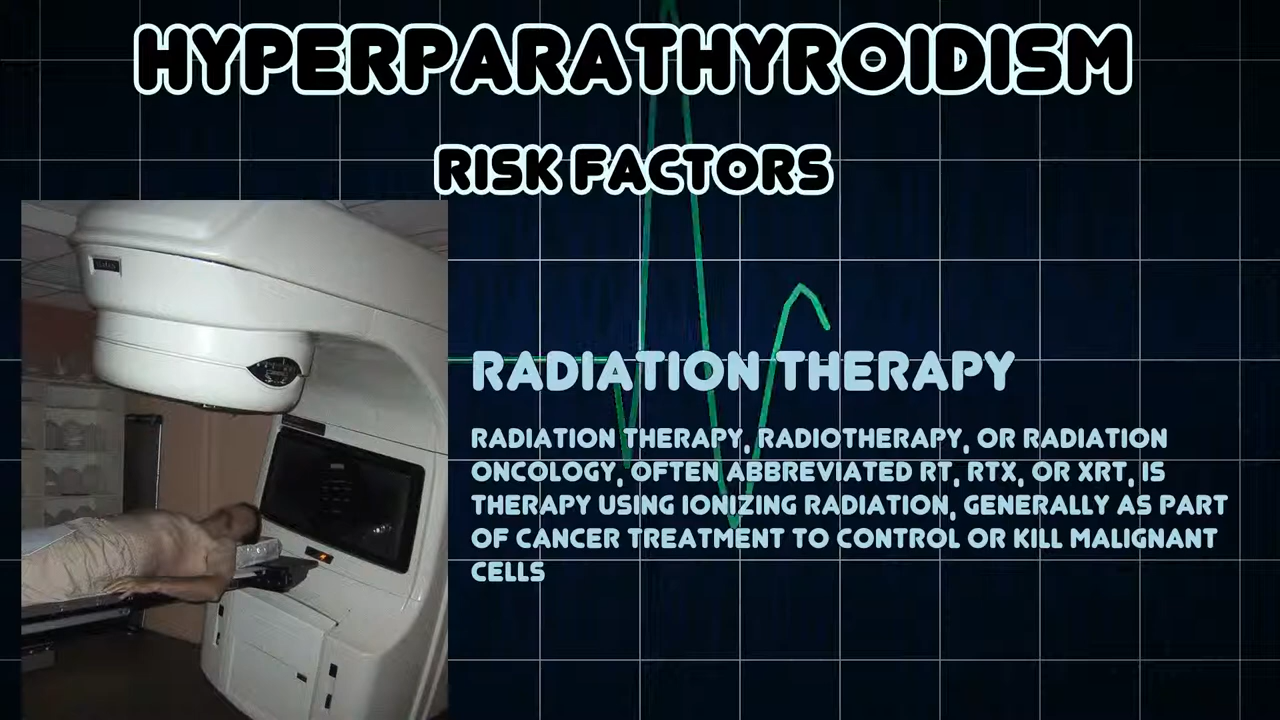 HYPERPARATHYROIDISM
RISK FACTORS
RADIATION THERAPY
RADIATION THERAPY, RADIOTHERAPY, OR RADIATION
ONCOLOGY, OFTEN ABBREVIATED RT, RTX, OR XRT, IS
THERAPY USING IONIZING RADIATION, GENERALLY AS PART
OF CANCER TREATMENT TO CONTROL OR KILL MALIGNANT
CELLS